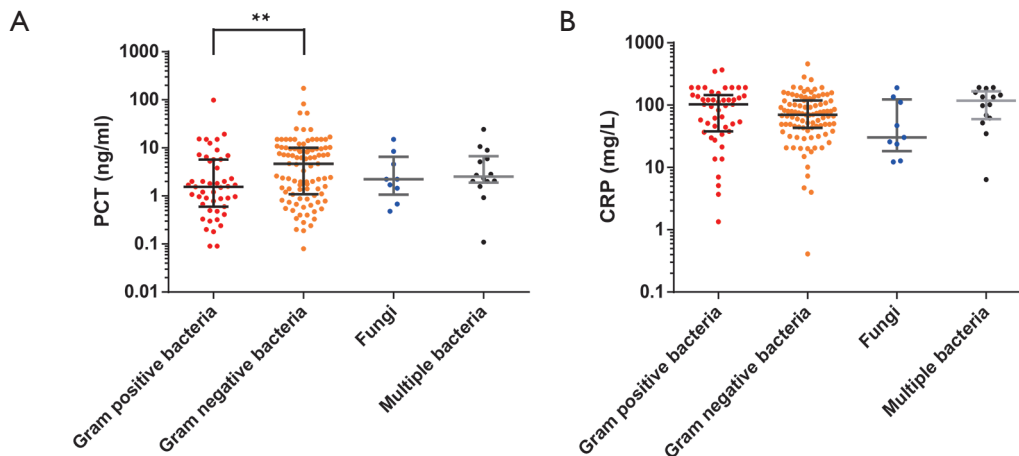 A
**
PCT (ng/ml)
1000
100
10
1
0.1
0.01
Gram positive bacteria
Gram negative bacteria
Fungi
Multiple bacteria
B
CRP (mg/L)
1000
100
10
1
0.1
Gram positive bacteria
Gram negative bacteria
Fungi
Multiple bacteria